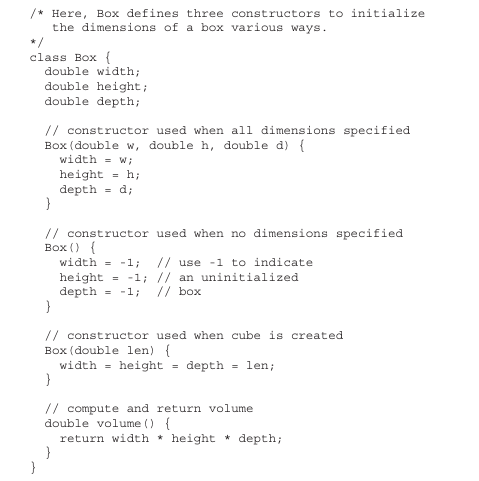 /* Here, Box defines three constructors to initialize
   the dimensions of a box various ways.
*/
class Box {
  double width;
  double height;
  double depth;

  // constructor used when all dimensions specified
  Box(double w, double h, double d) {
    width = w;
    height = h;
    depth = d;
  }

  // constructor used when no dimensions specified
  Box() {
    width = -1;  // use -1 to indicate
    height = -1; // an uninitialized
    depth = -1;  // box
  }

  // constructor used when cube is created
  Box(double len) {
    width = height = depth = len;
  }

  // compute and return volume
  double volume() {
    return width * height * depth;
  }
}